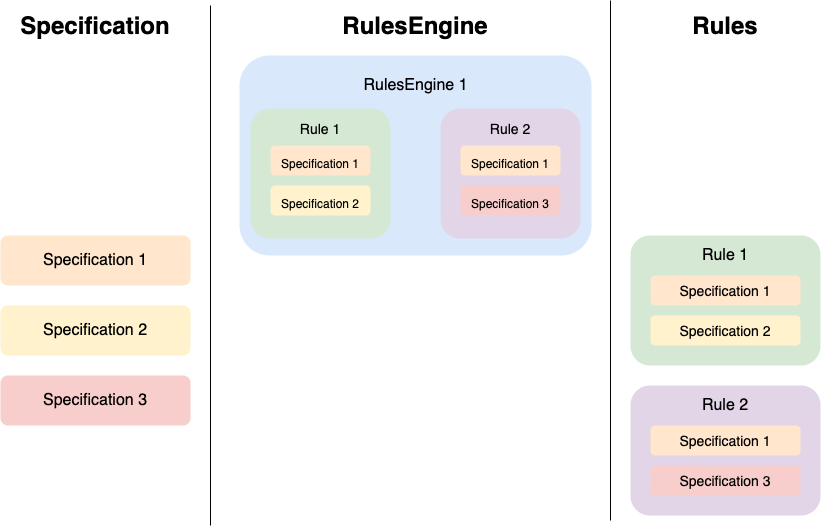 Specification
RulesEngine
Rules
Specification 1
Specification 2
Specification 3
RulesEngine 1
Rule 1
Specification 1
Specification 2
Rule 2
Specification 1
Specification 3
Rule 1
Specification 1
Specification 2
Rule 2
Specification 1
Specification 3